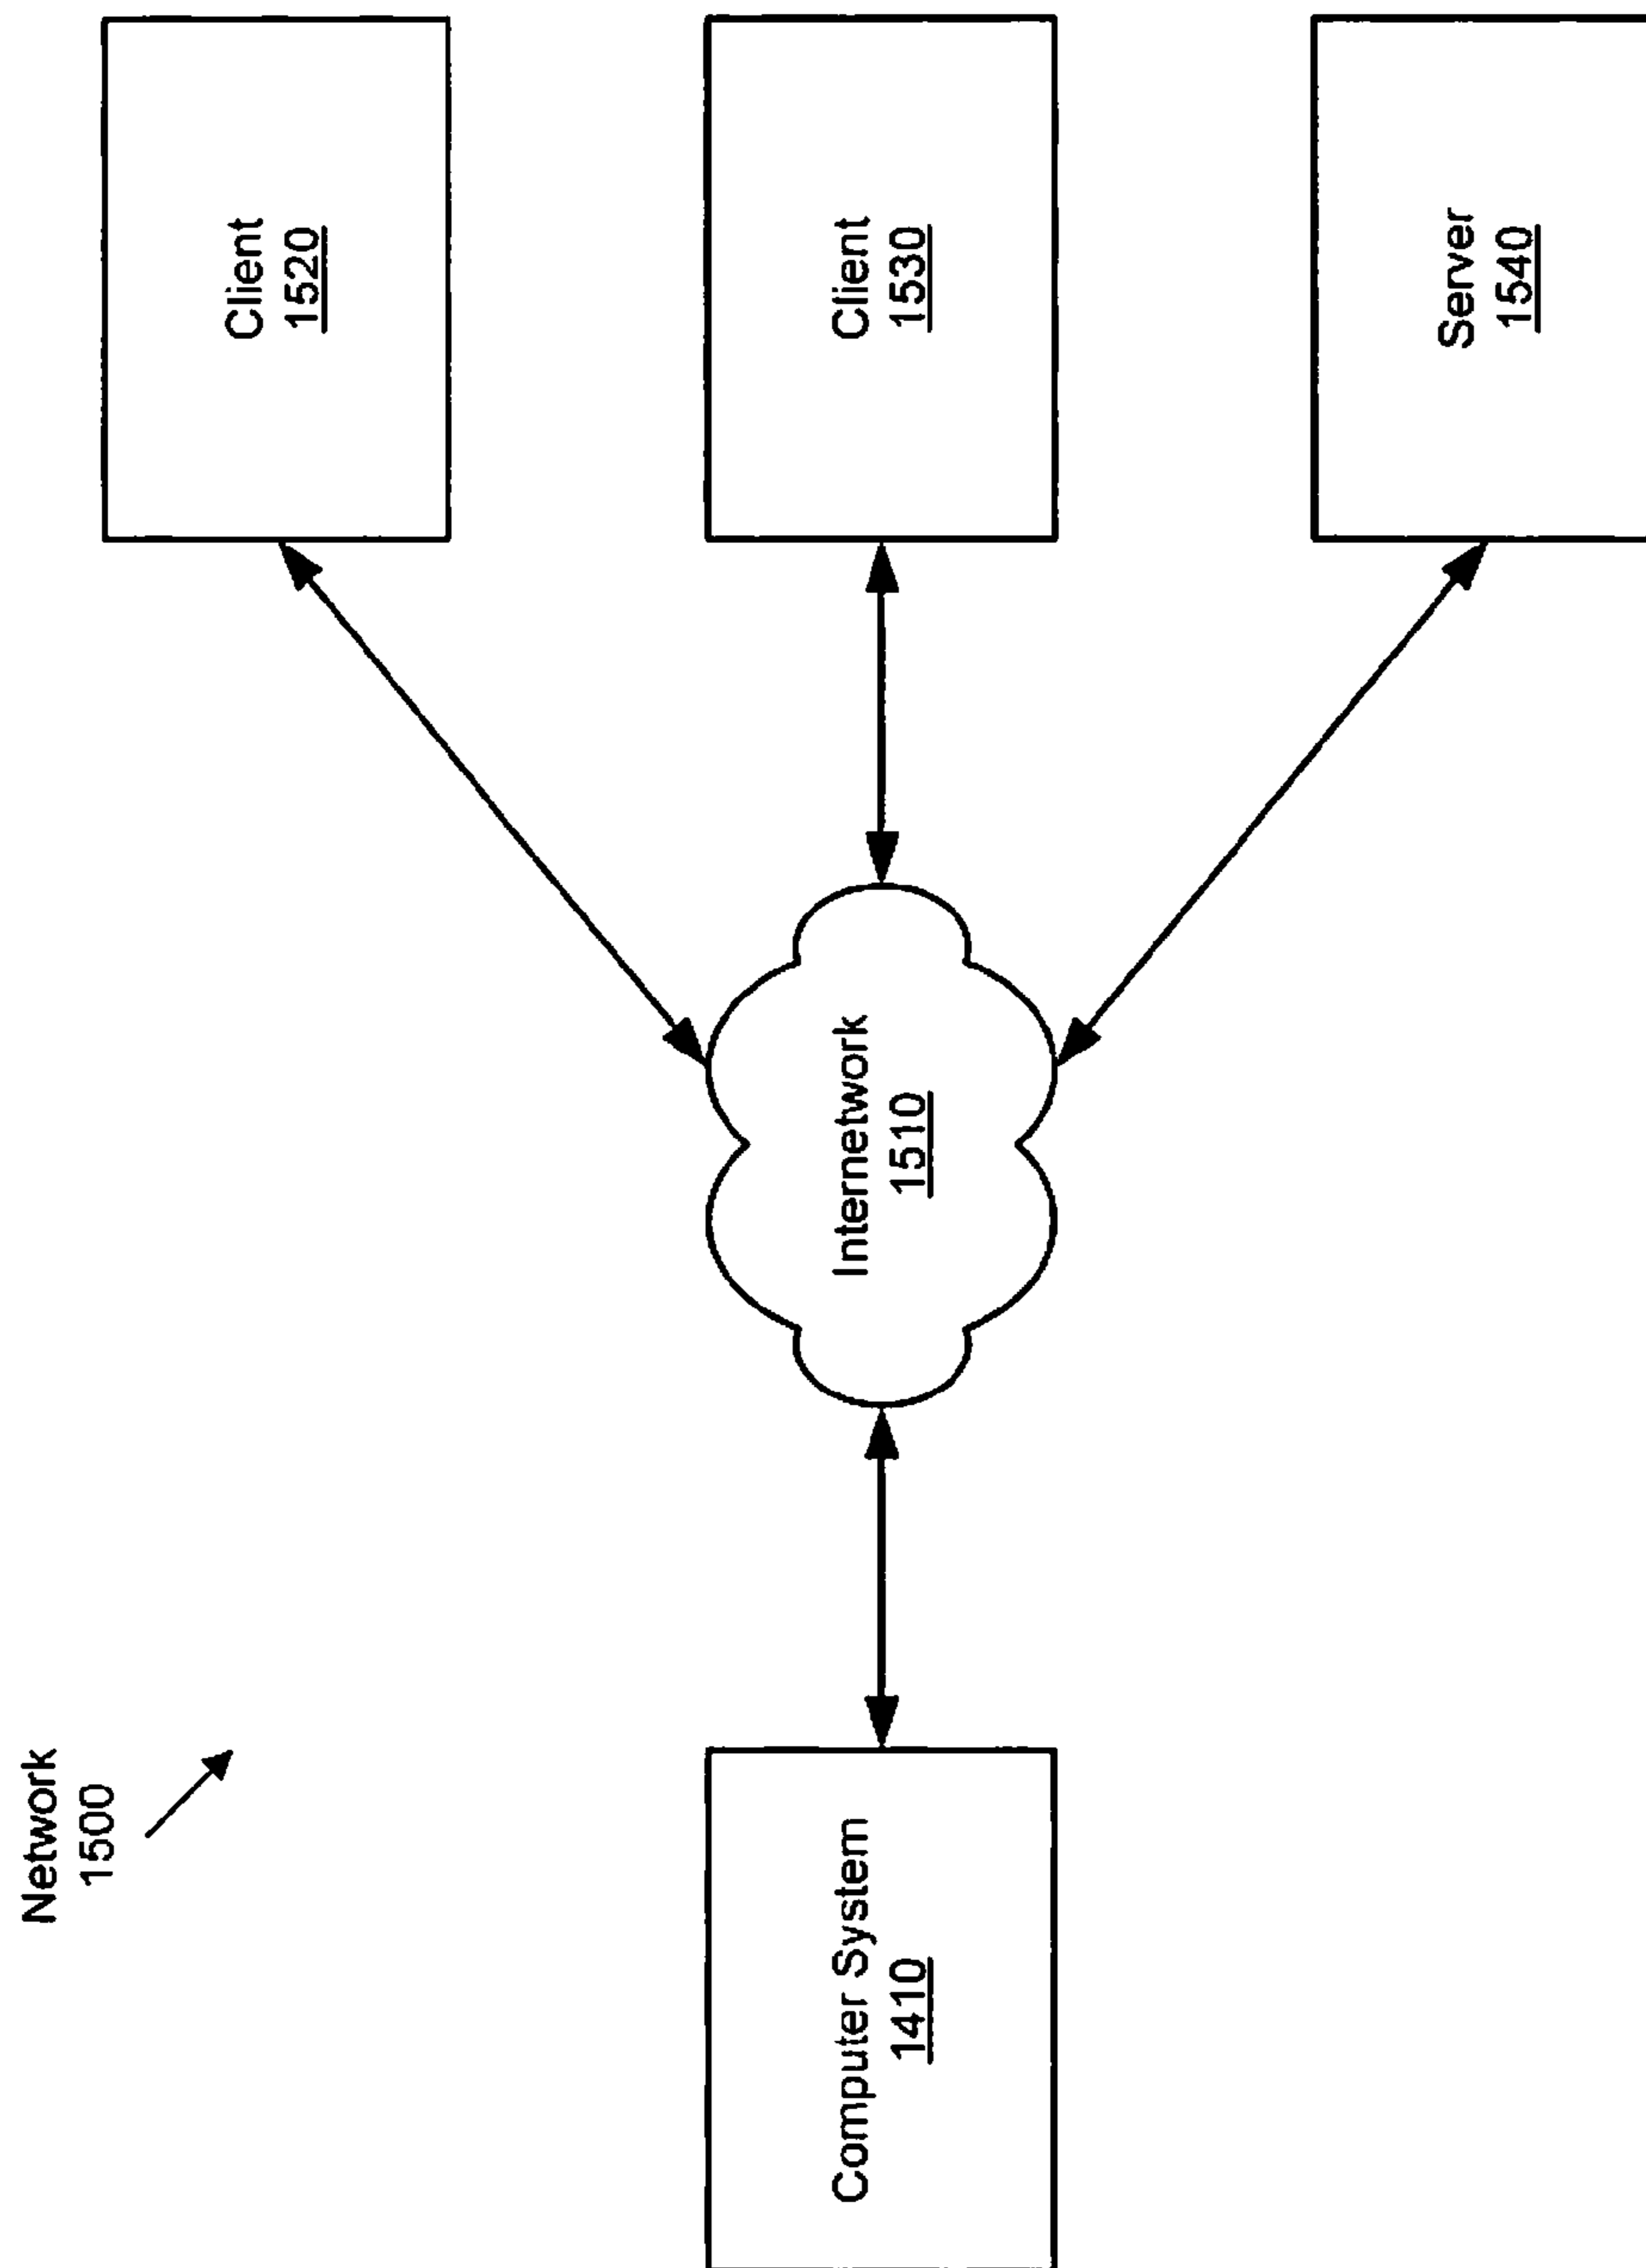 Network
1500
Client
1520
Computer System
1410
Internetwork
1510
Client
1530
Server
1540